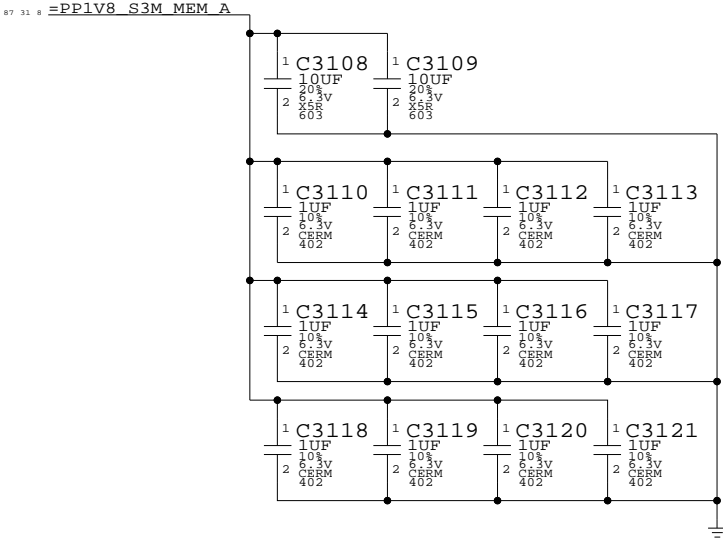 87 31 8 =PP1V8_S3M_MEM_A
1 C3108
10UF
20%
6.3V
2 X5R
603
1 C3109
10UF
20%
6.3V
2 X5R
603
1 C3110
1UF
10%
6.3V
2 CERM
402
1 C3111
1UF
10%
6.3V
2 CERM
402
1 C3112
1UF
10%
6.3V
2 CERM
402
1 C3113
1UF
10%
6.3V
2 CERM
402
1 C3114
1UF
10%
6.3V
2 CERM
402
1 C3115
1UF
10%
6.3V
2 CERM
402
1 C3116
1UF
10%
6.3V
2 CERM
402
1 C3117
1UF
10%
6.3V
2 CERM
402
1 C3118
1UF
10%
6.3V
2 CERM
402
1 C3119
1UF
10%
6.3V
2 CERM
402
1 C3120
1UF
10%
6.3V
2 CERM
402
1 C3121
1UF
10%
6.3V
2 CERM
402